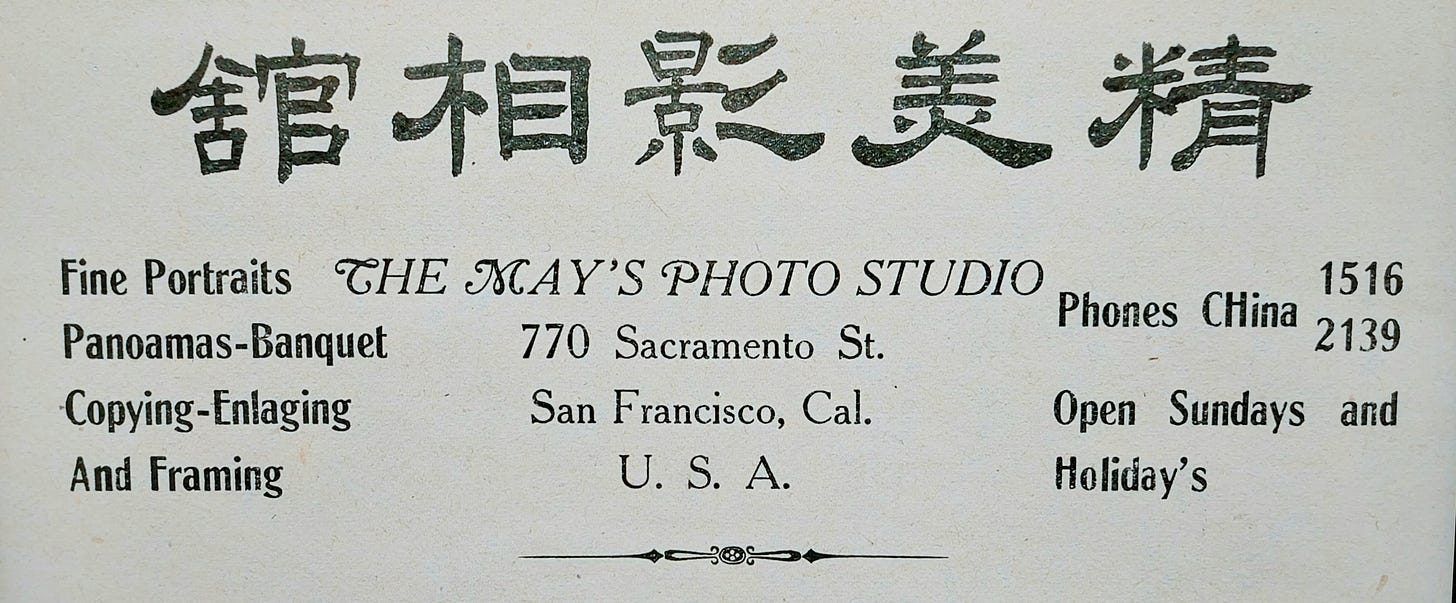 精美影相舘
Fine Portraits
Panoamas-Banquet
Copying-Enlaging
And Framing
THE MAY'S PHOTO STUDIO
770 Sacramento St.
San Francisco, Cal.
U. S. A.
Phones CHina 1516
2139
Open Sundays and
Holiday's